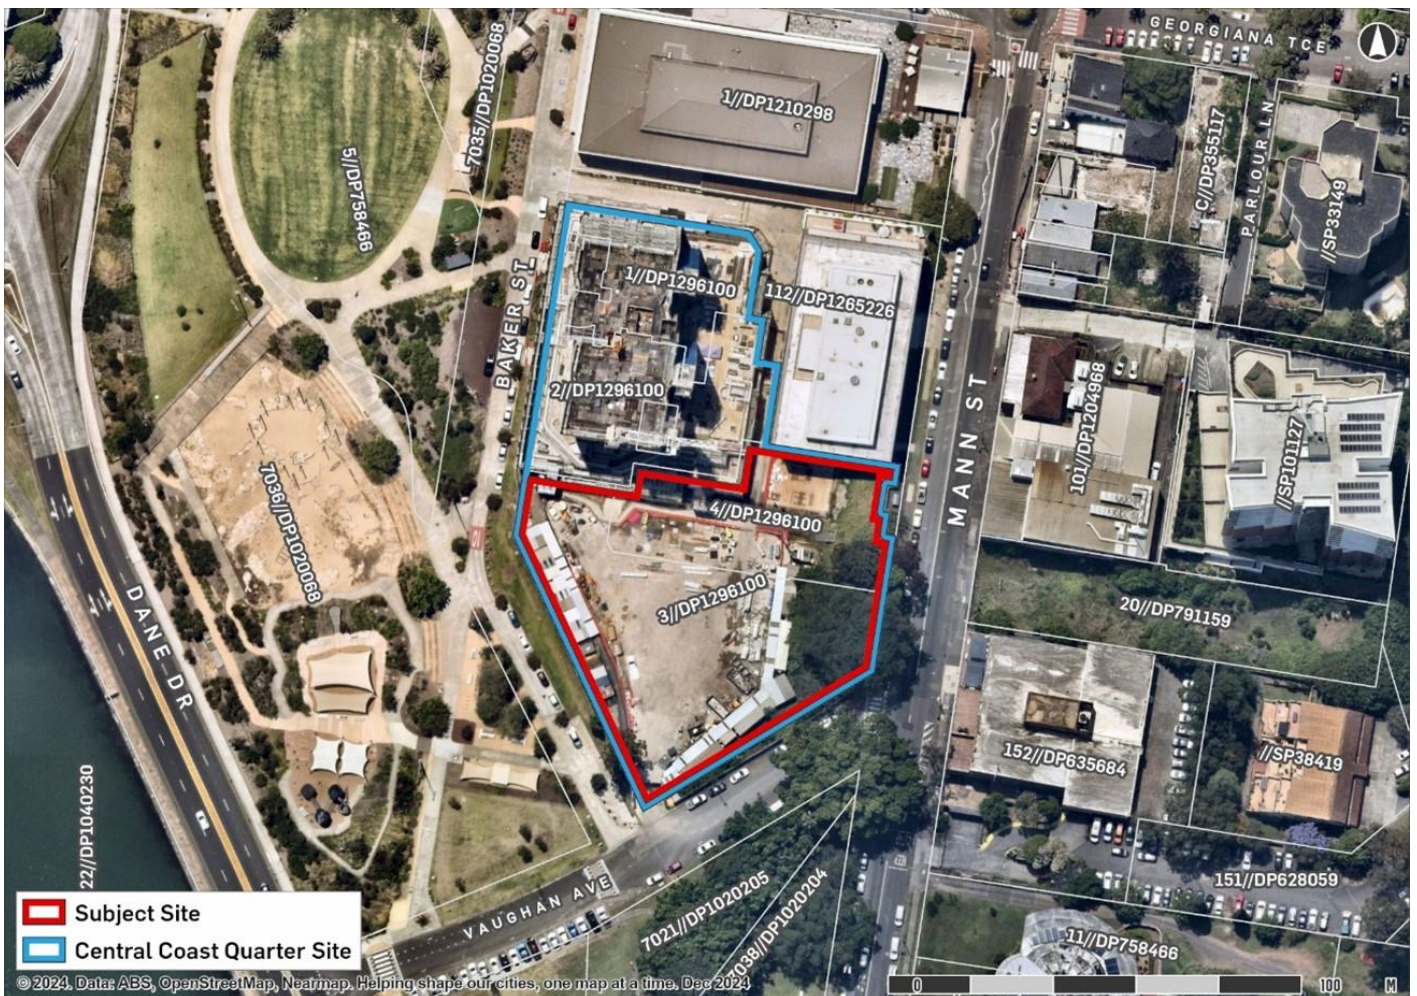 GEORGIANA TCE
7035//DP1020068
1//DP1210298
C//DP355117
PARLOUR LN
5//DP758466
//SP33149
1//DP1296100
112//DP1265226
BAKER ST
2//DP1296100
MANN ST
101//DP1204968
//SP101127
7036//DP1020068
4//DP1296100
3//DP1296100
20//DP791159
DANE DR
152//DP635684
//SP38419
22//DP1040230
VAUGHAN AVE
7021//DP1020205
7038//DP1020204
151//DP628059
11//DP758466
Subject Site
Central Coast Quarter Site
© 2024. Data: ABS, OpenStreetMap, Nearmap. Helping shape our cities, one map at a time. Dec 2024
0 100 M